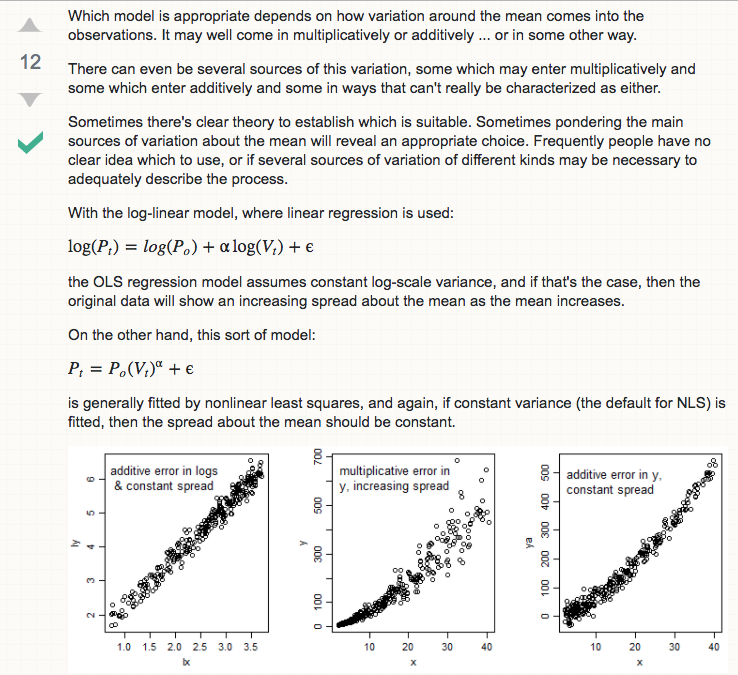 Which model is appropriate depends on how variation around the mean comes into the
observations. It may well come in multiplicatively or additively ... or in some other way.
12
There can even be several sources of this variation, some which may enter multiplicatively and
some which enter additively and some in ways that can't really be characterized as either.
Sometimes there's clear theory to establish which is suitable. Sometimes pondering the main
sources of variation about the mean will reveal an appropriate choice. Frequently people have no
clear idea which to use, or if several sources of variation of different kinds may be necessary to
adequately describe the process.
With the log-linear model, where linear regression is used:
log(Pₜ) = log(Pₒ) + α log(Vₜ) + ϵ
the OLS regression model assumes constant log-scale variance, and if that's the case, then the
original data will show an increasing spread about the mean as the mean increases.
On the other hand, this sort of model:
Pₜ = Pₒ(Vₜ)^α + ϵ
is generally fitted by nonlinear least squares, and again, if constant variance (the default for NLS) is
fitted, then the spread about the mean should be constant.
additive error in logs
& constant spread
ly
6
5
4
3
2
1.0 1.5 2.0 2.5 3.0 3.5
lx
multiplicative error in
y, increasing spread
y
700
500
300
100
0
10 20 30 40
x
additive error in y,
constant spread
ya
500
400
300
200
100
0
10 20 30 40
x